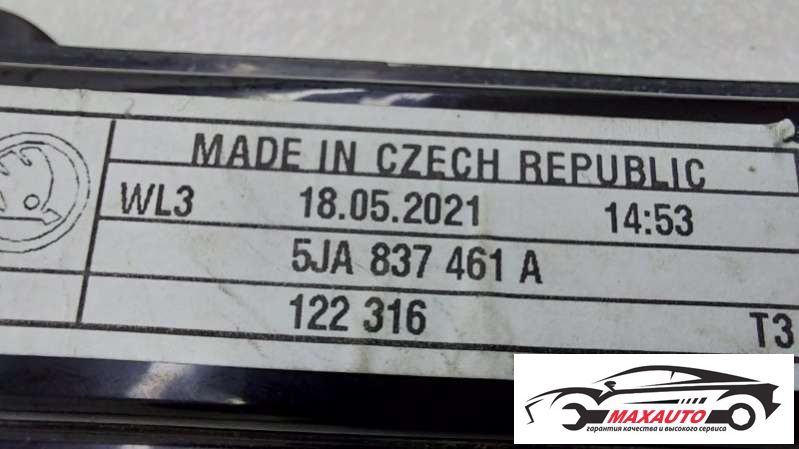 MADE IN CZECH REPUBLIC
WL3 18.05.2021 14:53
5JA 837 461 A
122 316 T3
MAXAUTO
гарантия качества и высокого сервиса